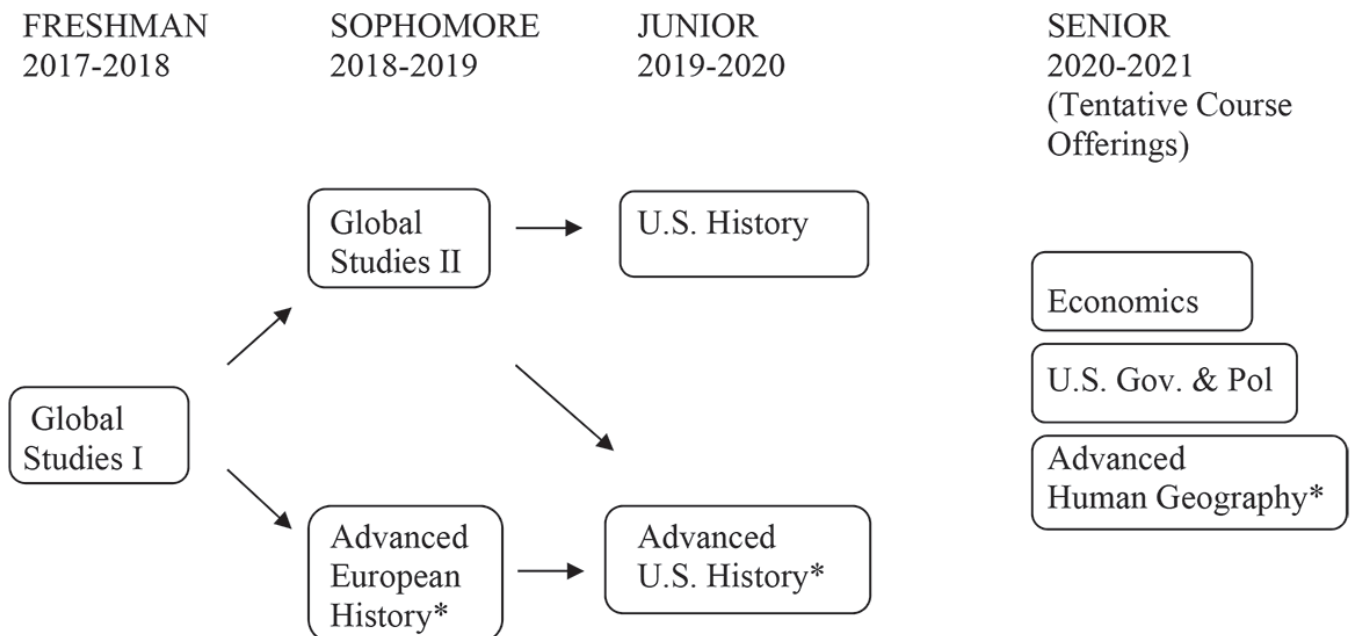 FRESHMAN
2017-2018
SOPHOMORE
2018-2019
JUNIOR
2019-2020
SENIOR
2020-2021
(Tentative Course
Offerings)
Global
Studies I
Global
Studies II
Advanced
European
History*
U.S. History
Advanced
U.S. History*
Economics
U.S. Gov. & Pol
Advanced
Human Geography*